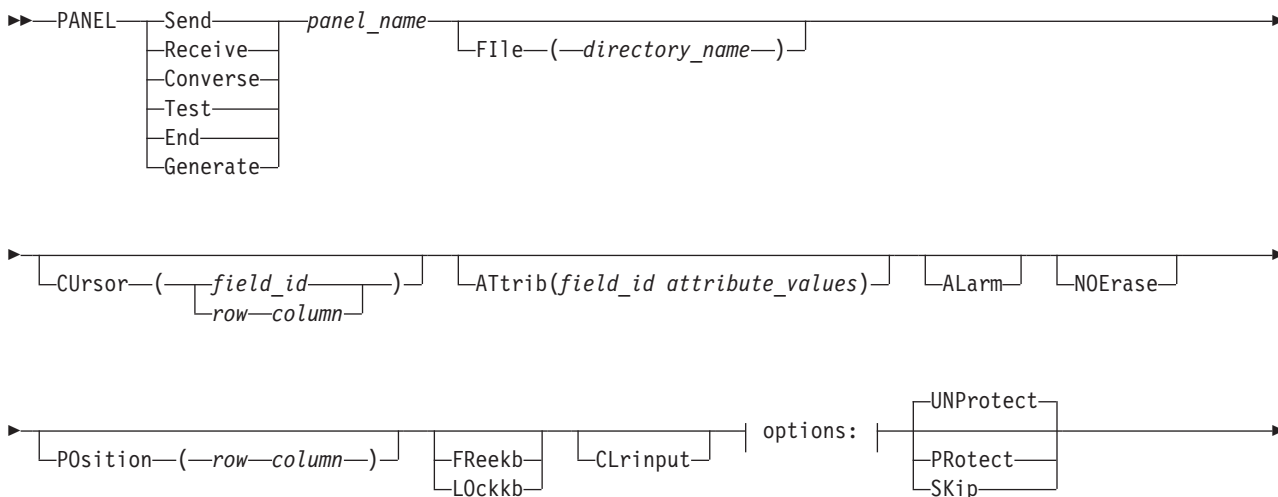 PANEL Send panel_name
Receive FIle ( directory_name )
Converse
Test
End
Generate
CUrsor ( field_id ) ATtrib(field_id attribute_values) ALarm NOErase
row column
UNProtect
options:
POsition ( row column ) FReekb CLrinput PRotect
LOckkb SKip